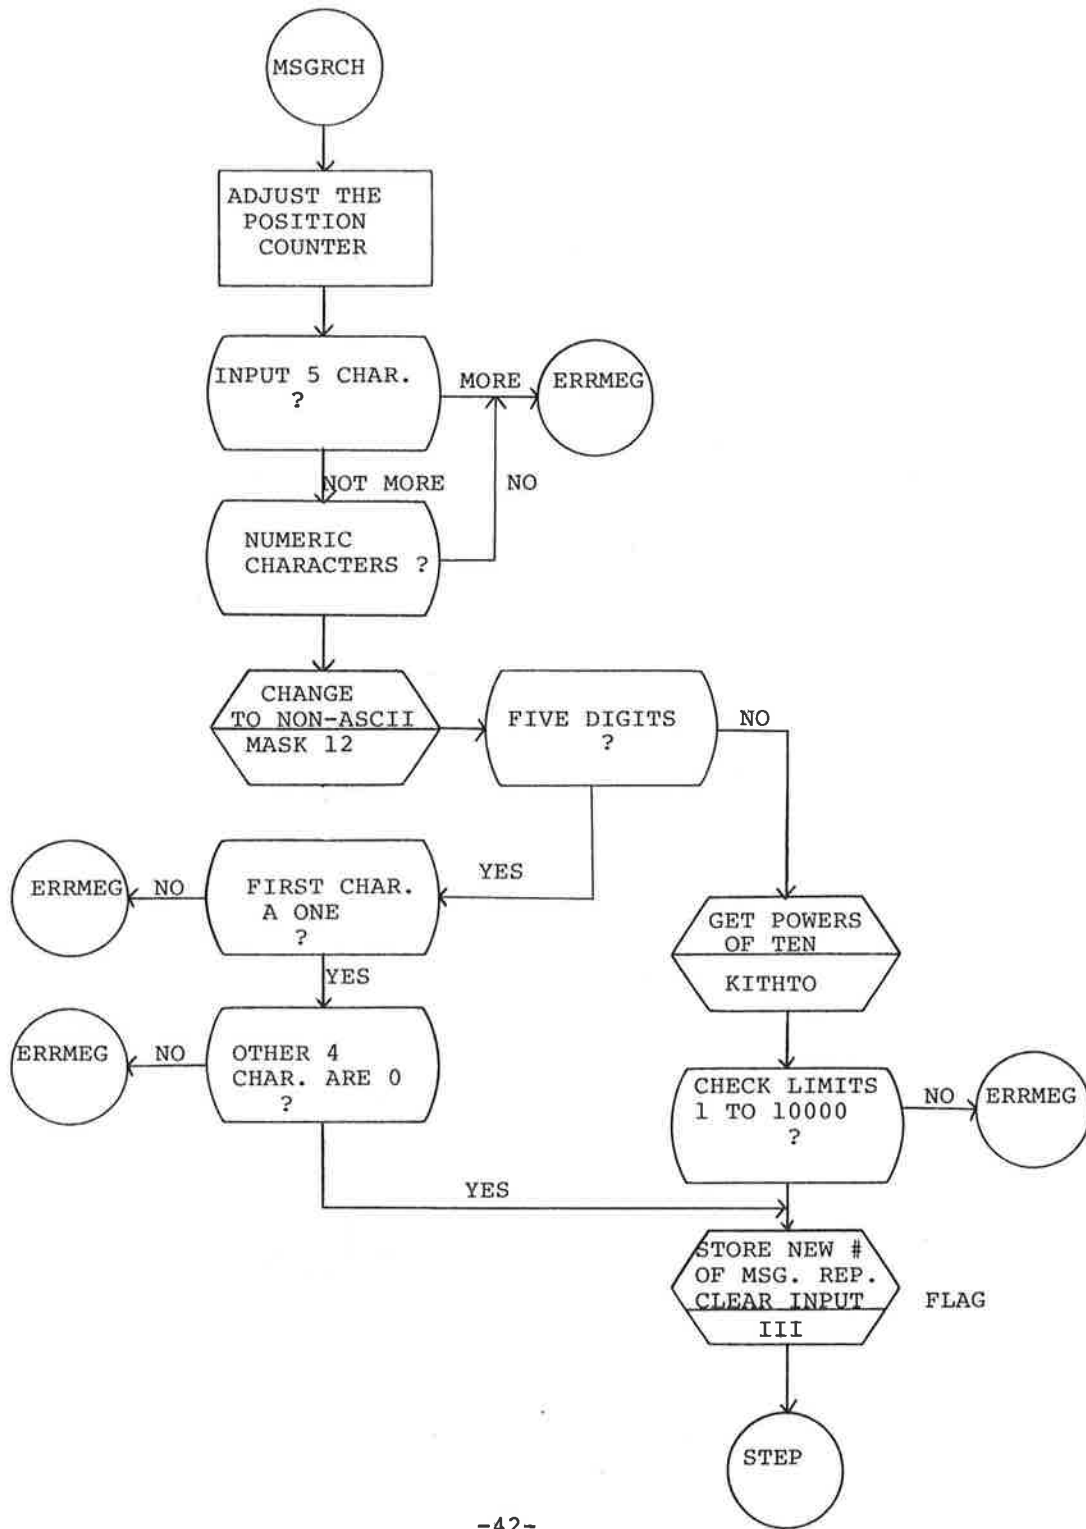 MSGRCH
ADJUST THE
POSITION
COUNTER
INPUT 5 CHAR.
?
MORE
ERRMEG
NOT MORE
NO
NUMERIC
CHARACTERS ?
CHANGE
TO NON-ASCII
MASK 12
FIVE DIGITS
?
NO
YES
FIRST CHAR.
A ONE
?
NO
ERRMEG
YES
GET POWERS
OF TEN
KITHTO
OTHER 4
CHAR. ARE 0
?
NO
ERRMEG
CHECK LIMITS
1 TO 10000
?
NO
ERRMEG
YES
STORE NEW #
OF MSG. REP.
CLEAR INPUT
FLAG
III
STEP
-42-